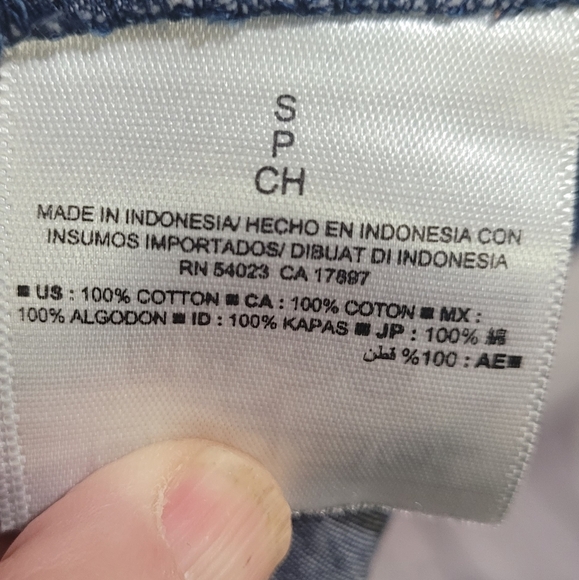 S
P
CH
MADE IN INDONESIA/ HECHO EN INDONESIA CON
INSUMOS IMPORTADOS/ DIBUAT DI INDONESIA
RN 54023 CA 17897
■ US : 100% COTTON ■ CA : 100% COTON ■ MX :
100% ALGODON ■ ID : 100% KAPAS ■ JP : 100% 綿
■AE : 100% قطن